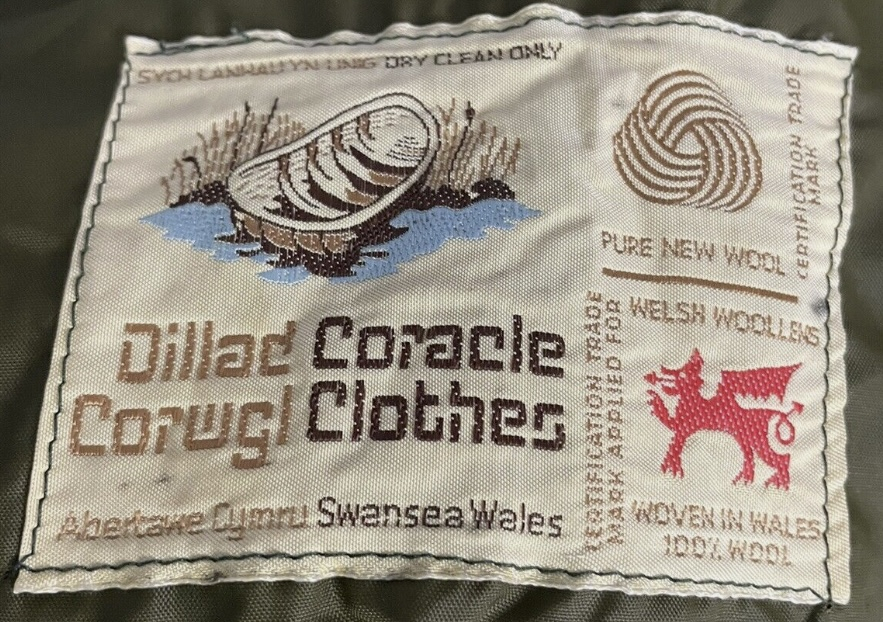 SYCH LANHAU YN UNIG DRY CLEAN ONLY
Dillad Coracle
Corwgl Clothes
Abertawe Cymru Swansea Wales
CERTIFICATION TRADE
MARK
PURE NEW WOOL
CERTIFICATION TRADE
MARK APPLIED FOR
WELSH WOOLLENS
WOVEN IN WALES
100% WOOL